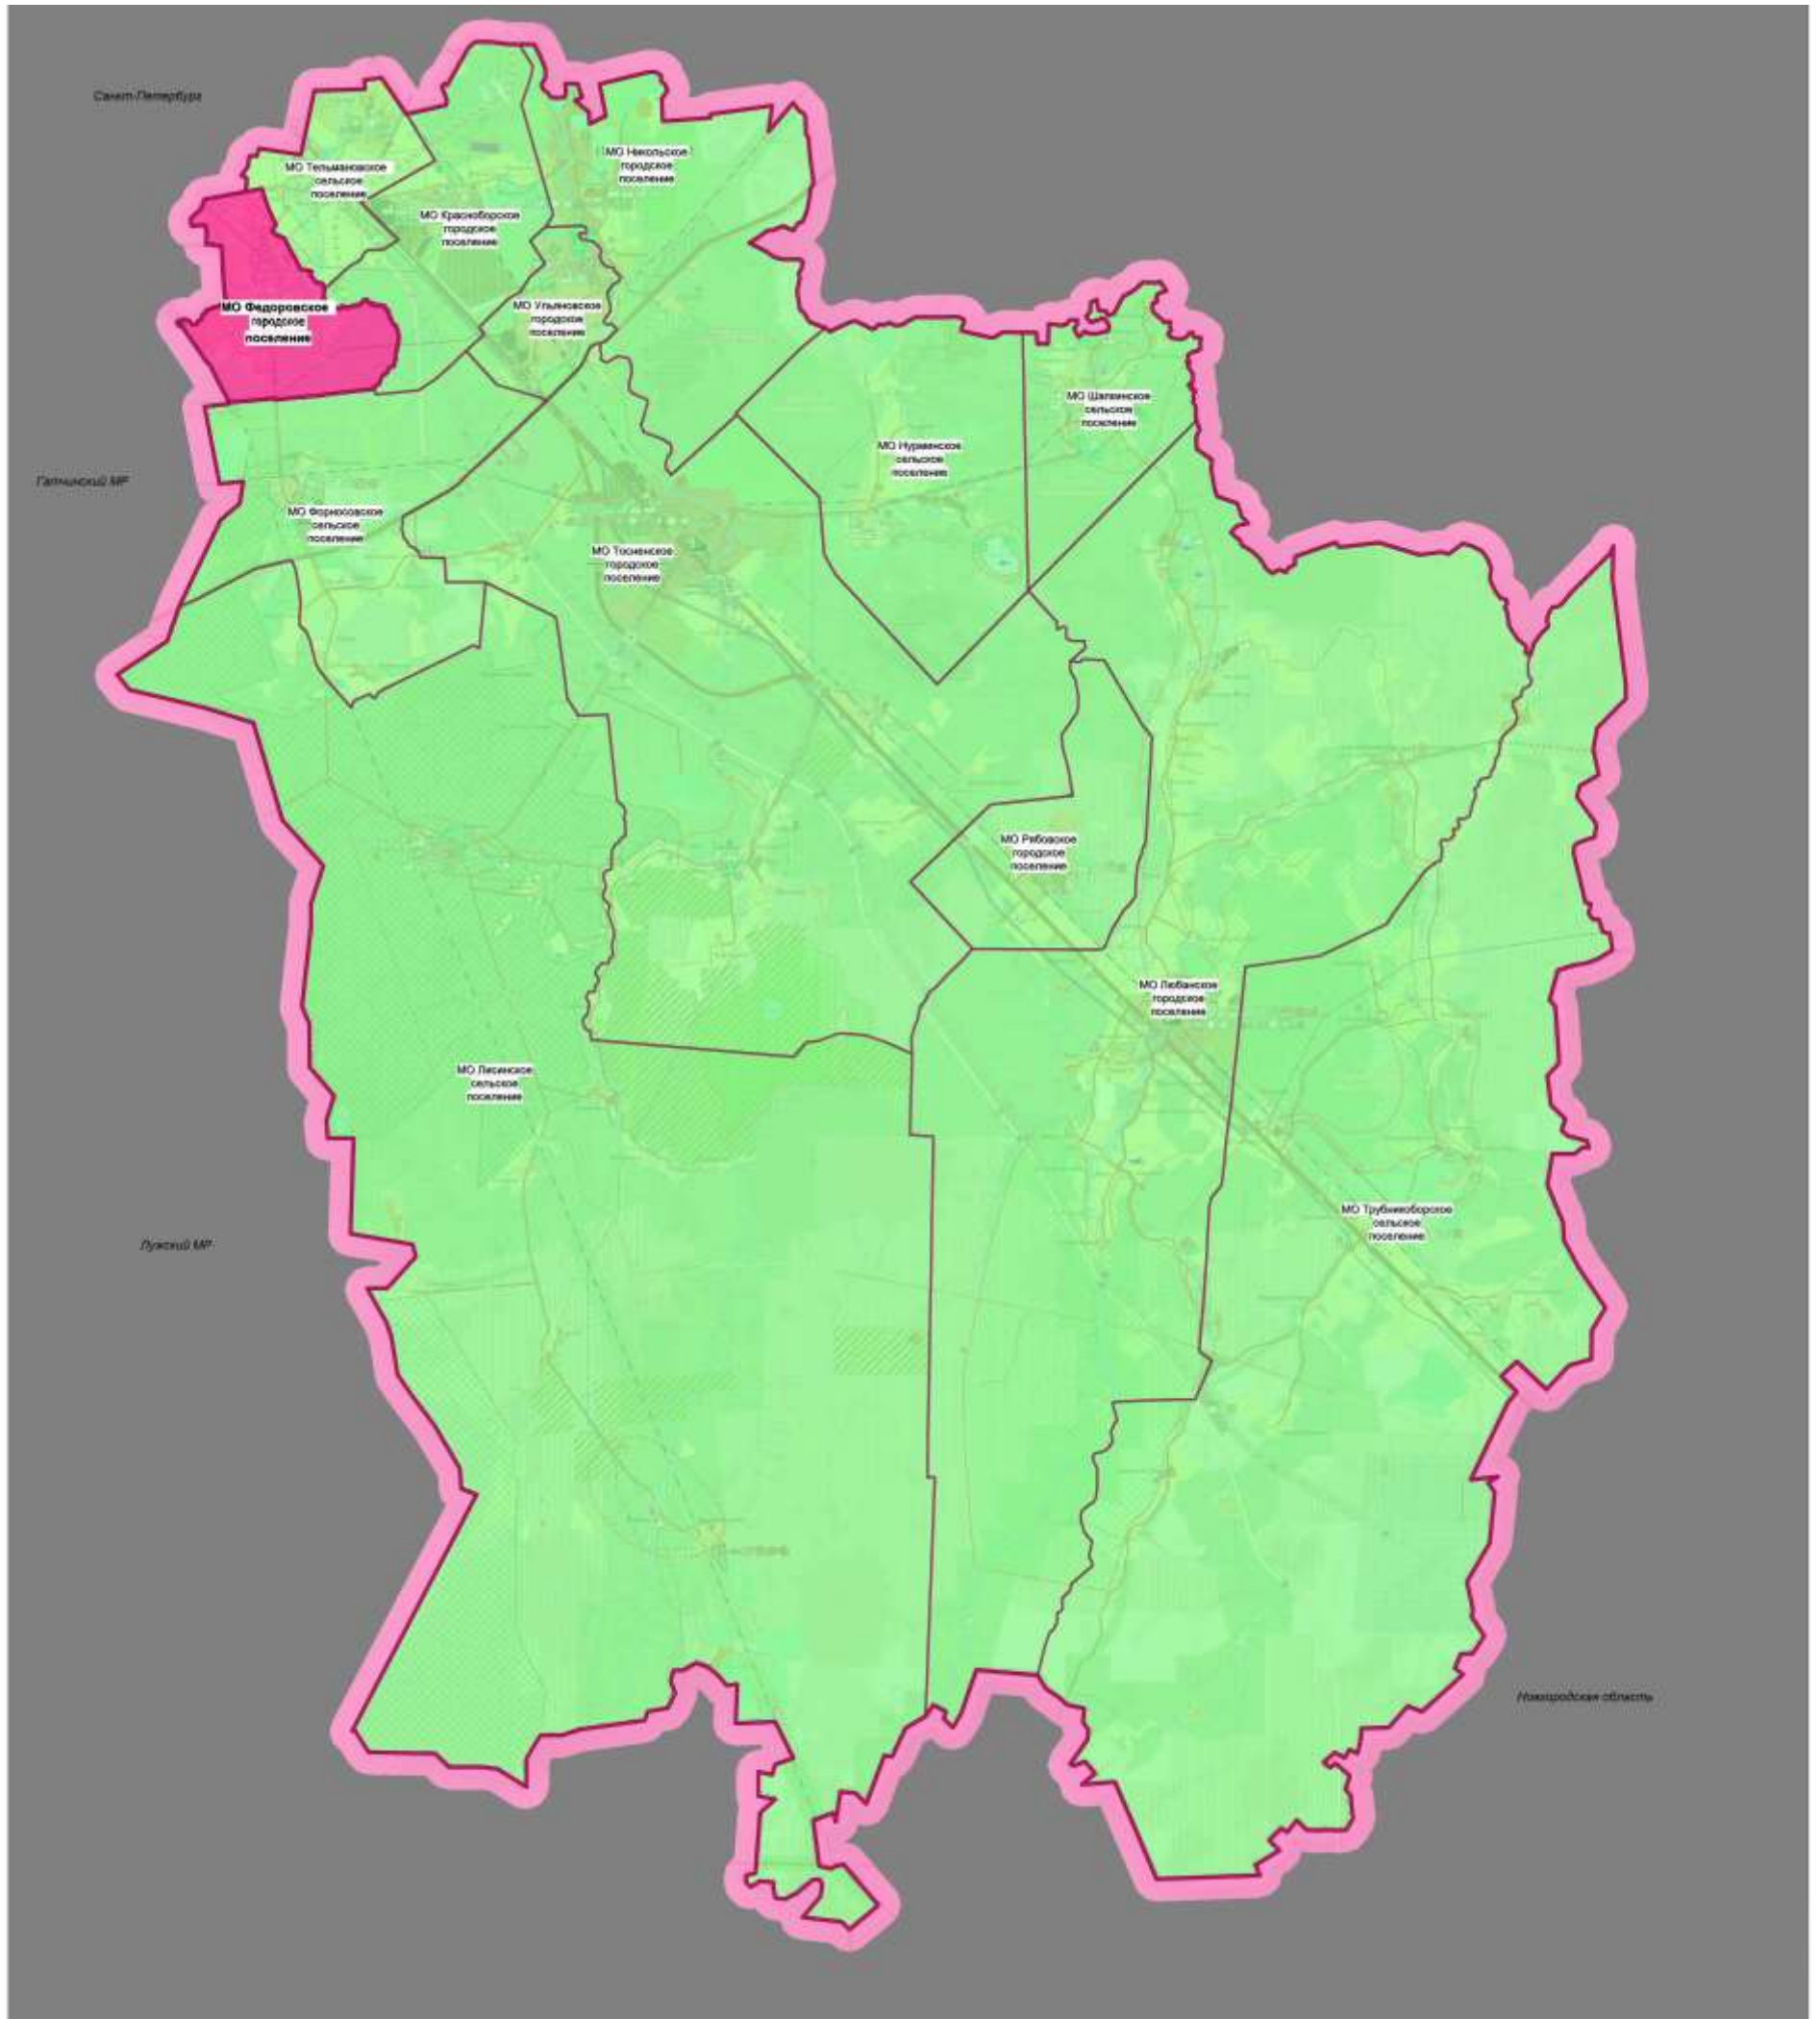 Санкт-Петербург
МО Тельмановское
сельское
поселение
МО Никольское
городское
поселение
МО Красноборское
городское
поселение
МО Федоровское
городское
поселение
МО Ульяновское
городское
поселение
МО Шапкинское
сельское
поселение
МО Нурменское
сельское
поселение
Гатчинский МР
МО Форносовское
сельское
поселение
МО Тосненское
городское
поселение
МО Рябовское
городское
поселение
МО Любанское
городское
поселение
МО Лисинское
сельское
поселение
МО Трубникоборское
сельское
поселение
Лужский МР
Новгородская область